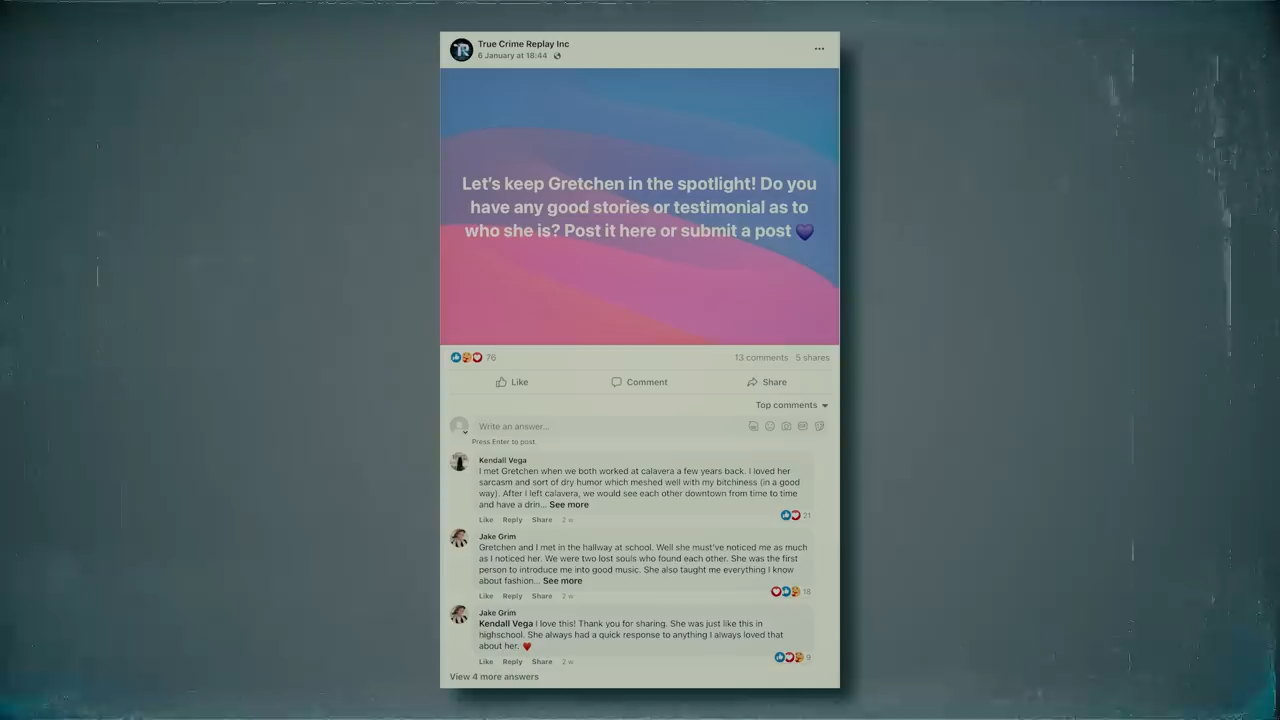 True Crime Replay Inc
6 January at 18:44
Let's keep Gretchen in the spotlight! Do you
have any good stories or testimonial as to
who she is? Post it here or submit a post 💜
76
13 comments 5 shares
Like Comment Share
Top comments
Write an answer...
Press Enter to post.
Kendall Vega
I met Gretchen when we both worked at calavera a few years back. I loved her
sarcasm and sort of dry humor which meshed well with my bitchiness (in a good
way). After I left calavera, we would see each other downtown from time to time
and have a drin... See more
21
Like Reply Share 2 w
Jake Grim
Gretchen and I met in the hallway at school. Well she must've noticed me as much
as I noticed her. We were two lost souls who found each other. She was the first
person to introduce me into good music. She also taught me everything I know
about fashion... See more
18
Like Reply Share 2 w
Jake Grim
Kendall Vega I love this! Thank you for sharing. She was just like this in
highschool. She always had a quick response to anything I always loved that
about her. ❤️
9
Like Reply Share 2 w
View 4 more answers